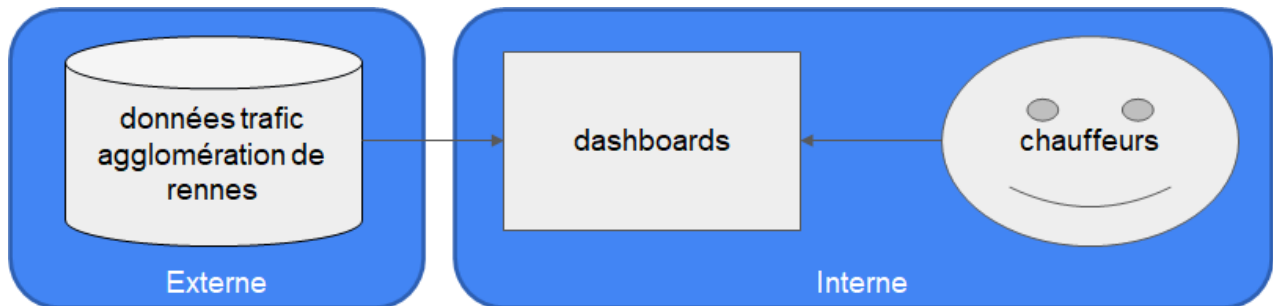 données trafic
agglomération de
rennes
dashboards
chauffeurs
Externe
Interne